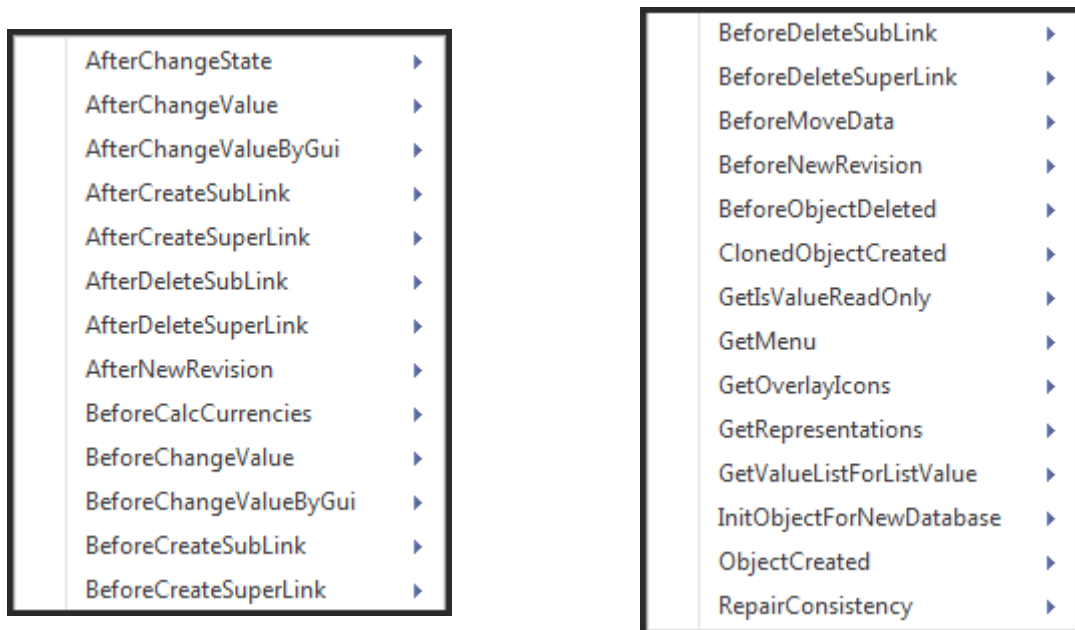 AfterChangeState
AfterChangeValue
AfterChangeValueByGui
AfterCreateSubLink
AfterCreateSuperLink
AfterDeleteSubLink
AfterDeleteSuperLink
AfterNewRevision
BeforeCalcCurrencies
BeforeChangeValue
BeforeChangeValueByGui
BeforeCreateSubLink
BeforeCreateSuperLink
BeforeDeleteSubLink
BeforeDeleteSuperLink
BeforeMoveData
BeforeNewRevision
BeforeObjectDeleted
ClonedObjectCreated
GetIsValueReadOnly
GetMenu
GetOverlayIcons
GetRepresentations
GetValueListForListValue
InitObjectForNewDatabase
ObjectCreated
RepairConsistency